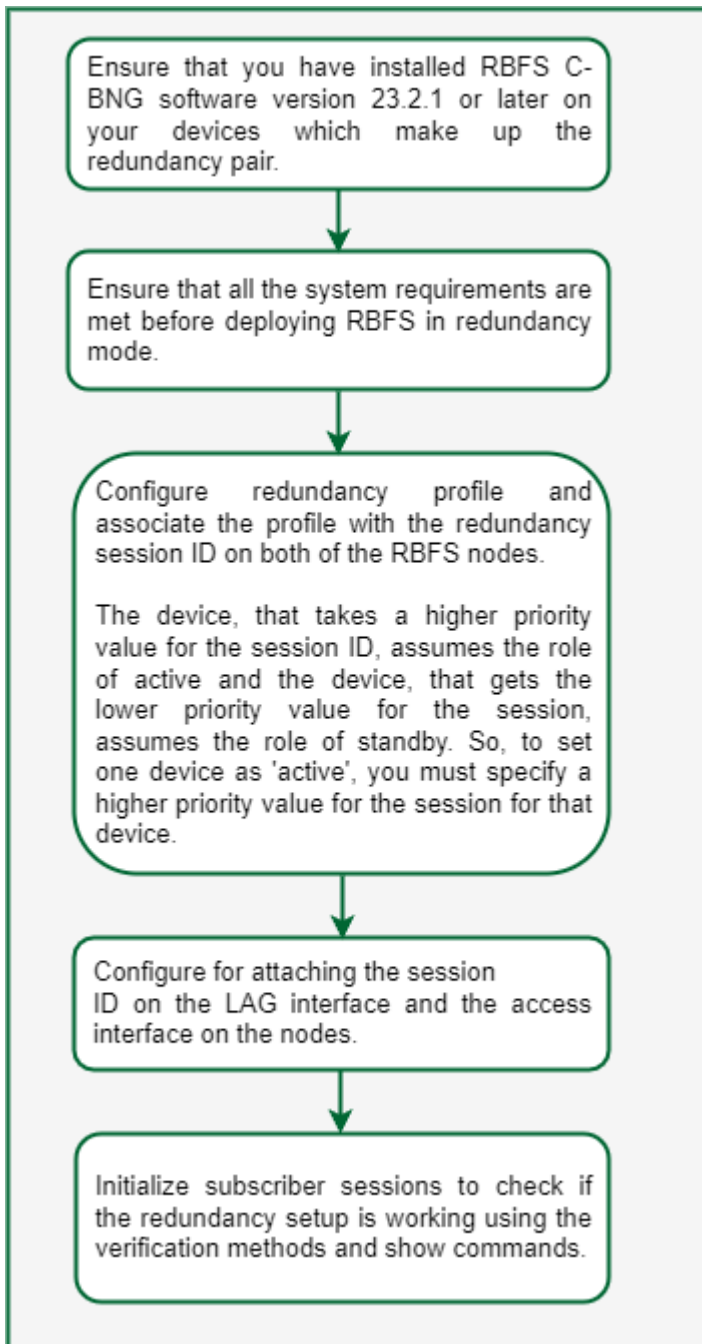 Ensure that you have installed RBFS C-
BNG software version 23.2.1 or later on
your devices which make up the
redundancy pair.
Ensure that all the system requirements are
met before deploying RBFS in redundancy
mode.
Configure redundancy profile and
associate the profile with the redundancy
session ID on both of the RBFS nodes.
The device, that takes a higher priority
value for the session ID, assumes the role
of active and the device, that gets the
lower priority value for the session,
assumes the role of standby. So, to set
one device as 'active', you must specify a
higher priority value for the session for that
device.
Configure for attaching the session
ID on the LAG interface and the access
interface on the nodes.
Initialize subscriber sessions to check if
the redundancy setup is working using the
verification methods and show commands.